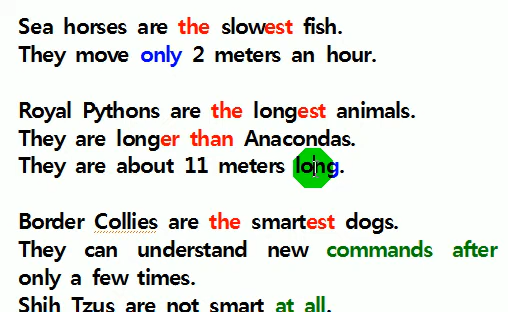 Sea horses are the slowest fish.
They move only 2 meters an hour.
Royal Pythons are the longest animals.
They are longer than Anacondas.
They are about 11 meters long.
Border Collies are the smartest dogs.
They can understand new commands after
only a few times.
Shih Tzus are not smart at all.